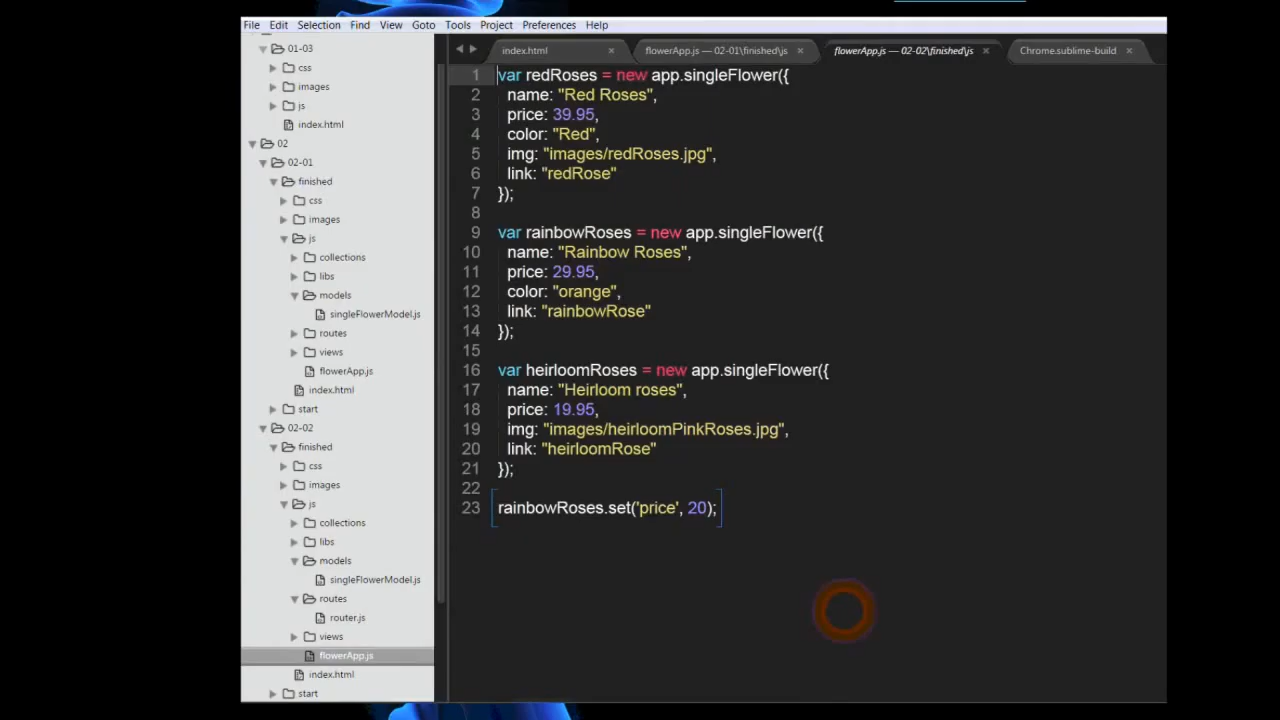 File Edit Selection Find View Goto Tools Project Preferences Help
01-03
css
images
js
index.html
02
02-01
finished
css
images
js
collections
libs
models
singleFlowerModel.js
routes
views
flowerApp.js
index.html
start
02-02
finished
css
images
js
collections
libs
models
singleFlowerModel.js
routes
router.js
views
flowerApp.js
index.html
start
index.html × flowerApp.js — 02-01\finished\js × flowerApp.js — 02-02\finished\js × Chrome.sublime-build ×
1 var redRoses = new app.singleFlower({
2 name: "Red Roses",
3 price: 39.95,
4 color: "Red",
5 img: "images/redRoses.jpg",
6 link: "redRose"
7 });
8
9 var rainbowRoses = new app.singleFlower({
10 name: "Rainbow Roses",
11 price: 29.95,
12 color: "orange",
13 link: "rainbowRose"
14 });
15
16 var heirloomRoses = new app.singleFlower({
17 name: "Heirloom roses",
18 price: 19.95,
19 img: "images/heirloomPinkRoses.jpg",
20 link: "heirloomRose"
21 });
22
23 rainbowRoses.set('price', 20);